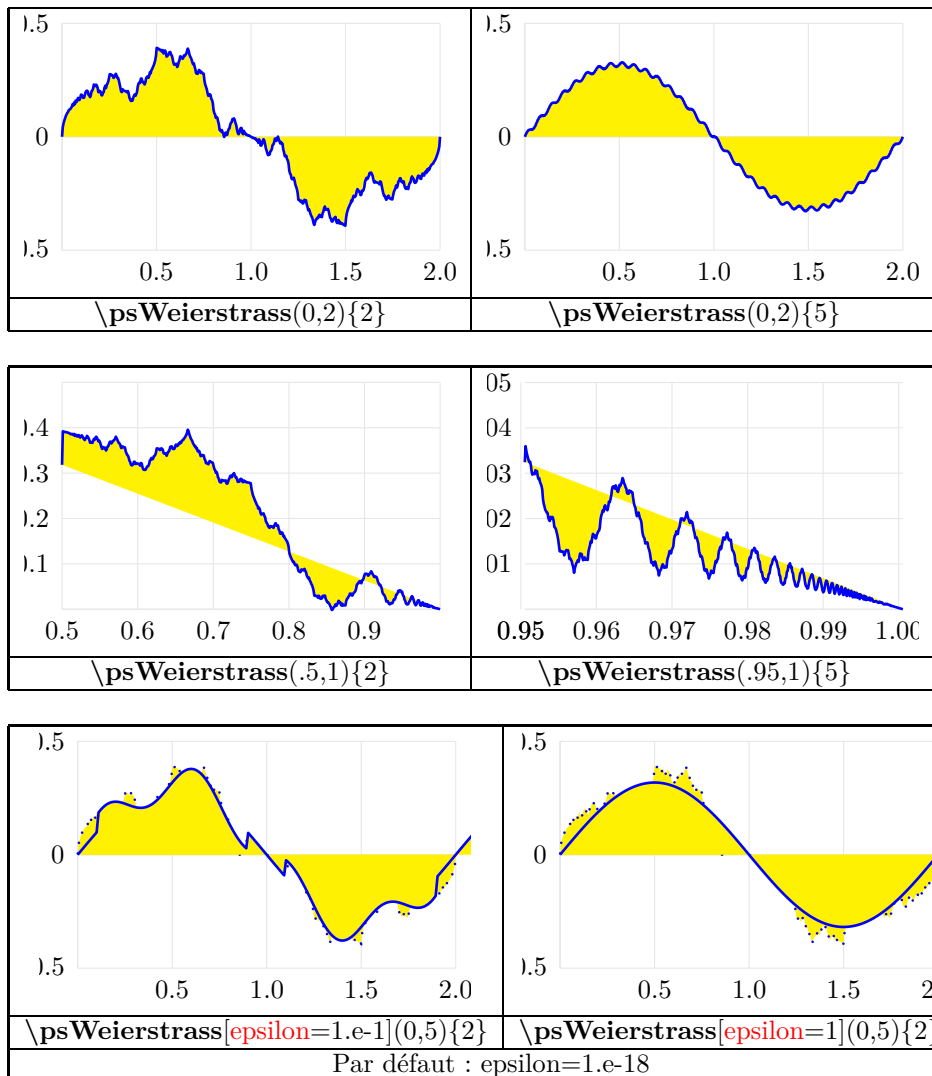 .5 .5
0 0
.5 .5
0.5 1.0 1.5 2.0 0.5 1.0 1.5 2.0
\psWeierstrass(0,2){2} \psWeierstrass(0,2){5}
05
.4 04
.3 03
.2 02
.1 01
0.5 0.6 0.7 0.8 0.9 0.95 0.96 0.97 0.98 0.99 1.00
\psWeierstrass(.5,1){2} \psWeierstrass(.95,1){5}
.5 .5
0 0
.5 .5
0.5 1.0 1.5 2.0 0.5 1.0 1.5 2
\psWeierstrass[epsilon=1.e-1](0,5){2} \psWeierstrass[epsilon=1](0,5){2}
Par défaut : epsilon=1.e-18